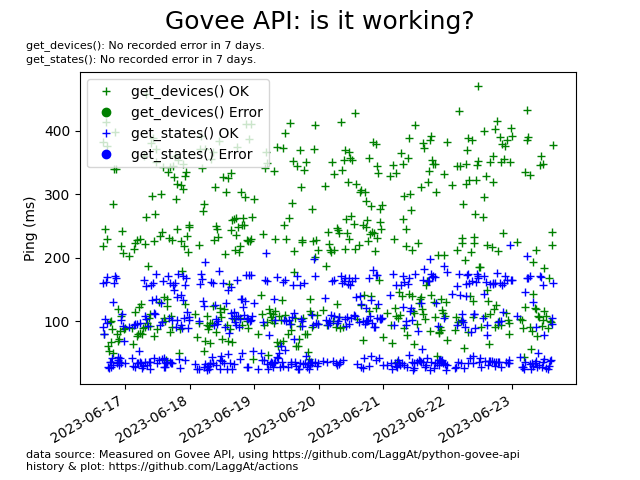 Govee API: is it working?
get_devices(): No recorded error in 7 days.
get_states(): No recorded error in 7 days.
get_devices() OK
get_devices() Error
get_states() OK
get_states() Error
Ping (ms)
400
300
200
100
2023-06-17
2023-06-18
2023-06-19
2023-06-20
2023-06-21
2023-06-22
2023-06-23
data source: Measured on Govee API, using https://github.com/LaggAt/python-govee-api
history & plot: https://github.com/LaggAt/actions